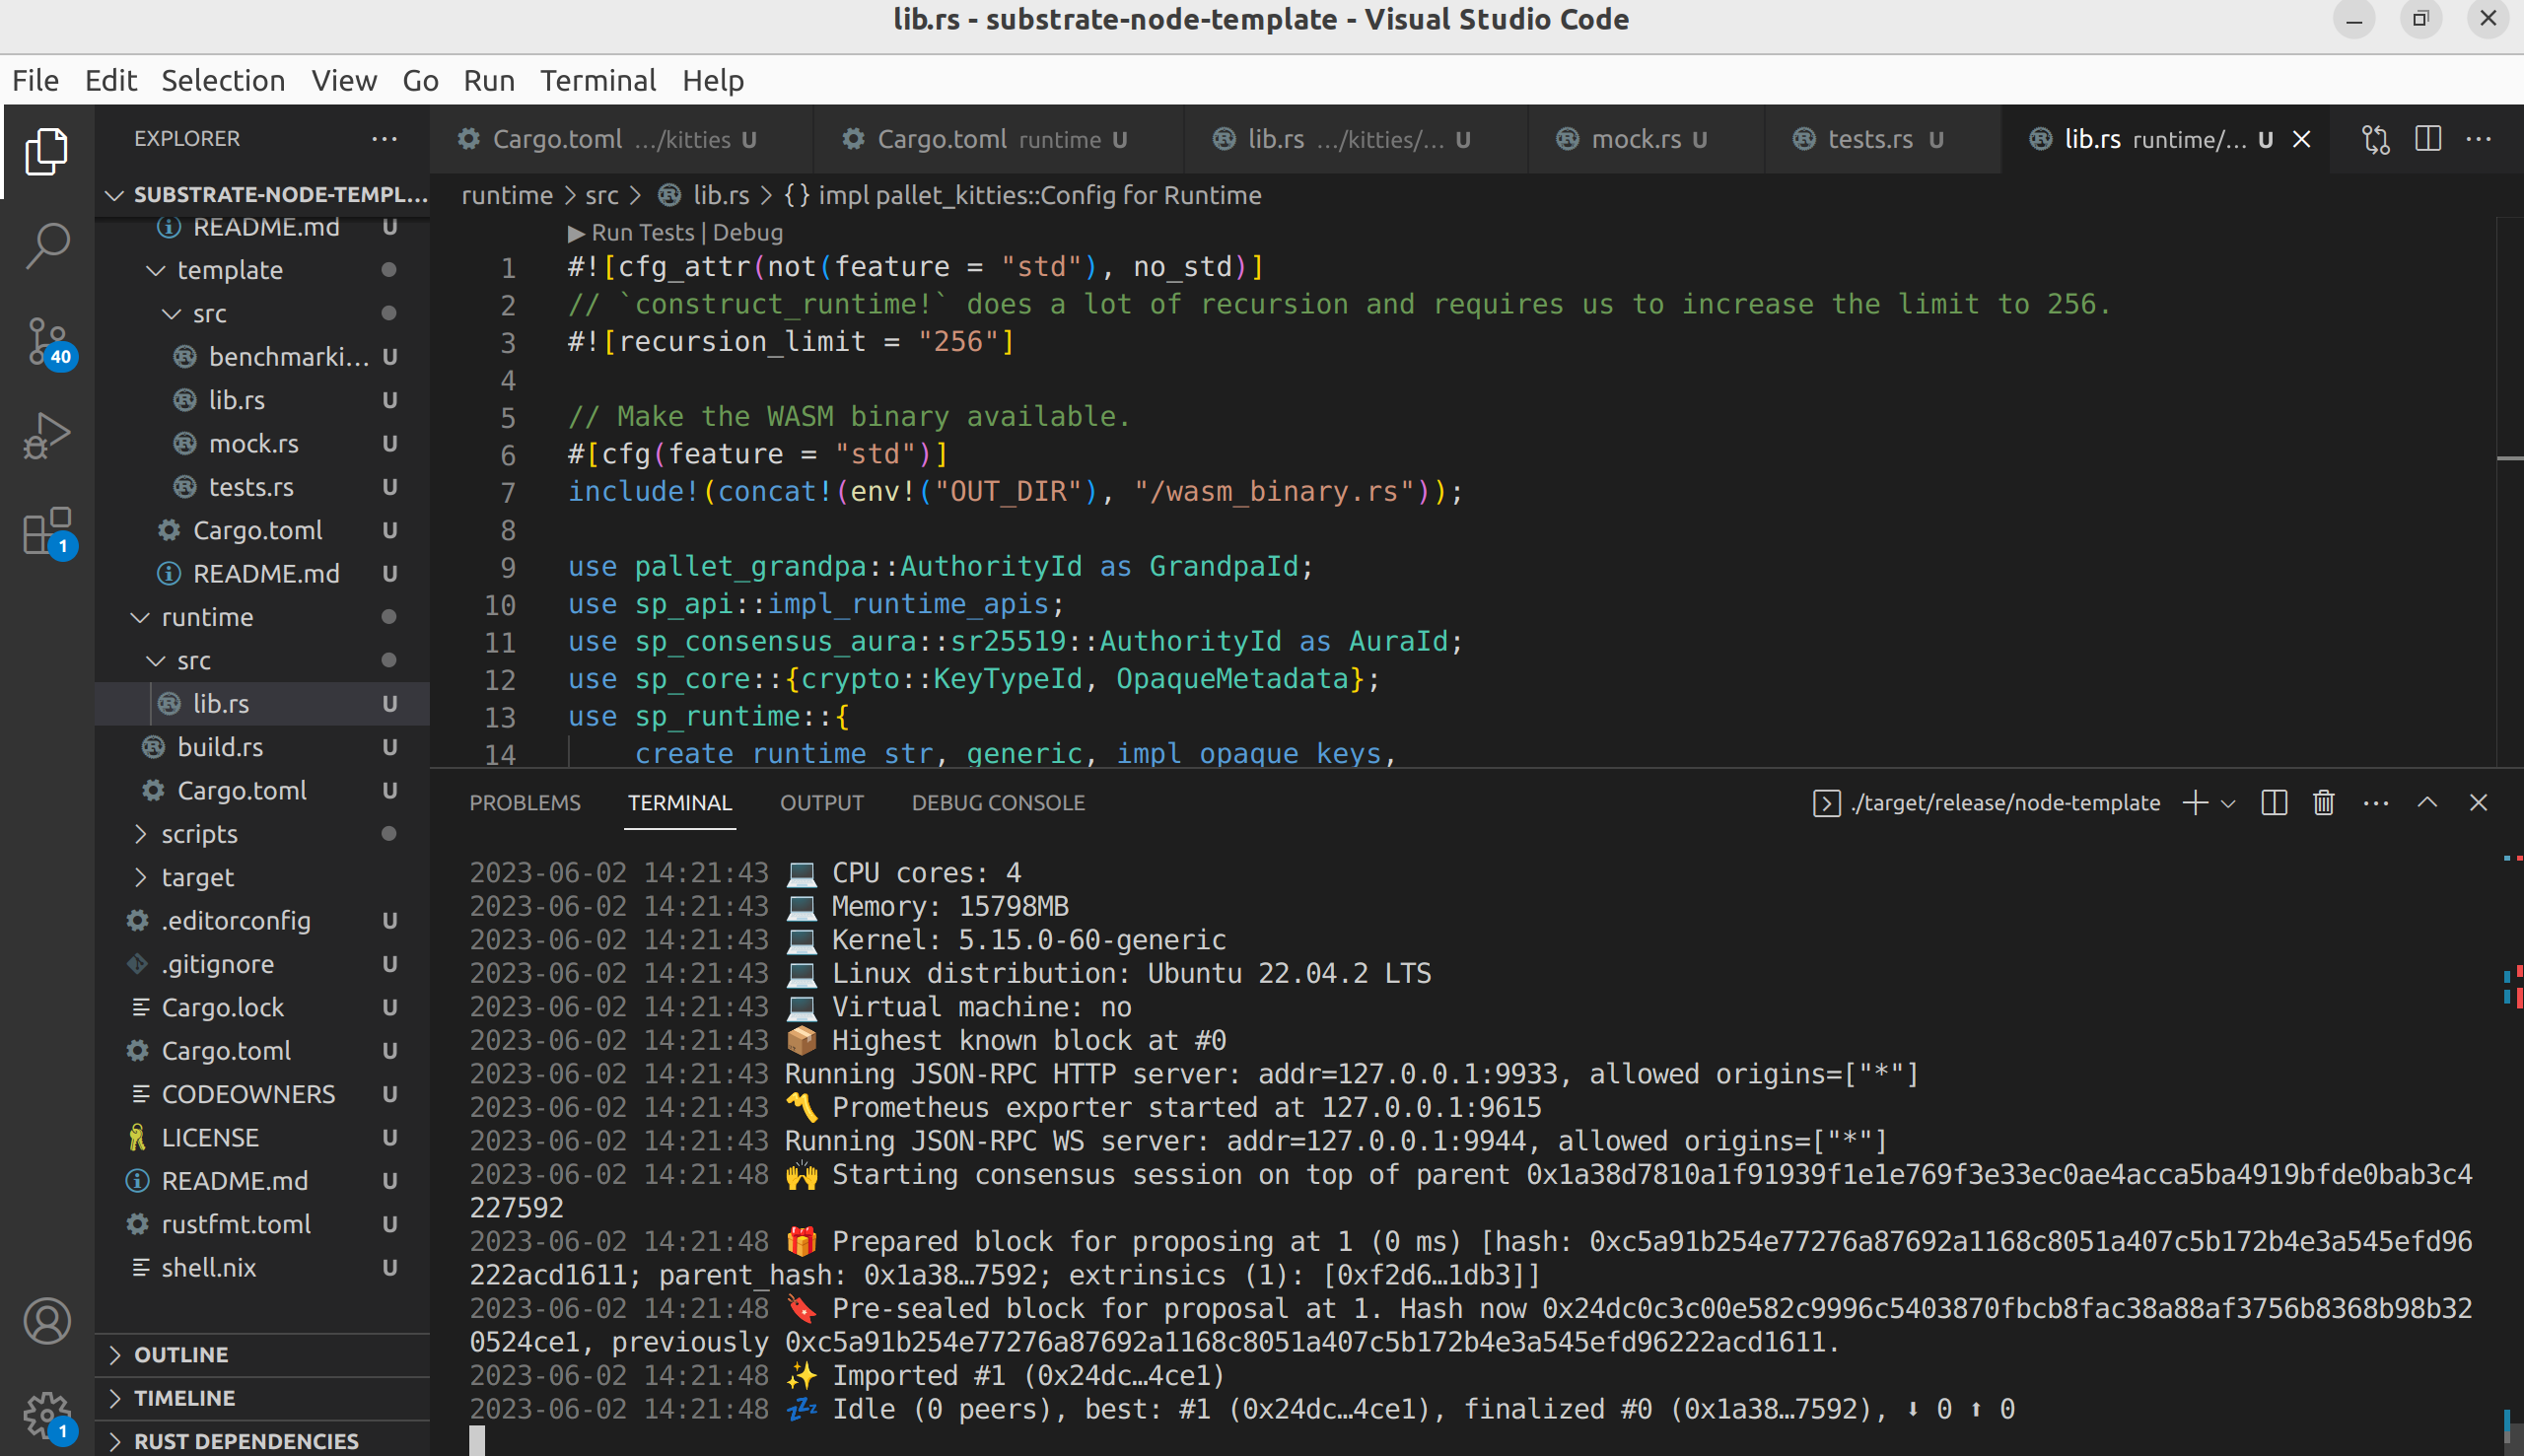 lib.rs - substrate-node-template - Visual Studio Code
File Edit Selection View Go Run Terminal Help
EXPLORER
SUBSTRATE-NODE-TEMPL...
README.md U
template
src
benchmarki... U
lib.rs U
mock.rs U
tests.rs U
Cargo.toml U
README.md U
runtime
src
lib.rs U
build.rs U
Cargo.toml U
scripts
target
.editorconfig U
.gitignore U
Cargo.lock U
Cargo.toml U
CODEOWNERS U
LICENSE U
README.md U
rustfmt.toml U
shell.nix U
OUTLINE
TIMELINE
RUST DEPENDENCIES
40
1
1
Cargo.toml .../kitties U Cargo.toml runtime U lib.rs .../kitties/... U mock.rs U tests.rs U lib.rs runtime/... U
runtime > src > lib.rs > {} impl pallet_kitties::Config for Runtime
▶ Run Tests | Debug
1 #![cfg_attr(not(feature = "std"), no_std)]
2 // `construct_runtime!` does a lot of recursion and requires us to increase the limit to 256.
3 #![recursion_limit = "256"]
4
5 // Make the WASM binary available.
6 #[cfg(feature = "std")]
7 include!(concat!(env!("OUT_DIR"), "/wasm_binary.rs"));
8
9 use pallet_grandpa::AuthorityId as GrandpaId;
10 use sp_api::impl_runtime_apis;
11 use sp_consensus_aura::sr25519::AuthorityId as AuraId;
12 use sp_core::{crypto::KeyTypeId, OpaqueMetadata};
13 use sp_runtime::{
14 create_runtime_str, generic, impl_opaque_keys,
PROBLEMS TERMINAL OUTPUT DEBUG CONSOLE ./target/release/node-template
2023-06-02 14:21:43 💻 CPU cores: 4
2023-06-02 14:21:43 💻 Memory: 15798MB
2023-06-02 14:21:43 💻 Kernel: 5.15.0-60-generic
2023-06-02 14:21:43 💻 Linux distribution: Ubuntu 22.04.2 LTS
2023-06-02 14:21:43 💻 Virtual machine: no
2023-06-02 14:21:43 📦 Highest known block at #0
2023-06-02 14:21:43 Running JSON-RPC HTTP server: addr=127.0.0.1:9933, allowed origins=["*"]
2023-06-02 14:21:43 〽️ Prometheus exporter started at 127.0.0.1:9615
2023-06-02 14:21:43 Running JSON-RPC WS server: addr=127.0.0.1:9944, allowed origins=["*"]
2023-06-02 14:21:48 🙌 Starting consensus session on top of parent 0x1a38d7810a1f91939f1e1e769f3e33ec0ae4acca5ba4919bfde0bab3c4
227592
2023-06-02 14:21:48 🎁 Prepared block for proposing at 1 (0 ms) [hash: 0xc5a91b254e77276a87692a1168c8051a407c5b172b4e3a545efd96
222acd1611; parent_hash: 0x1a38…7592; extrinsics (1): [0xf2d6…1db3]]
2023-06-02 14:21:48 🔖 Pre-sealed block for proposal at 1. Hash now 0x24dc0c3c00e582c9996c5403870fbcb8fac38a88af3756b8368b98b32
0524ce1, previously 0xc5a91b254e77276a87692a1168c8051a407c5b172b4e3a545efd96222acd1611.
2023-06-02 14:21:48 ✨ Imported #1 (0x24dc…4ce1)
2023-06-02 14:21:48 💤 Idle (0 peers), best: #1 (0x24dc…4ce1), finalized #0 (0x1a38…7592), ⬇ 0 ⬆ 0